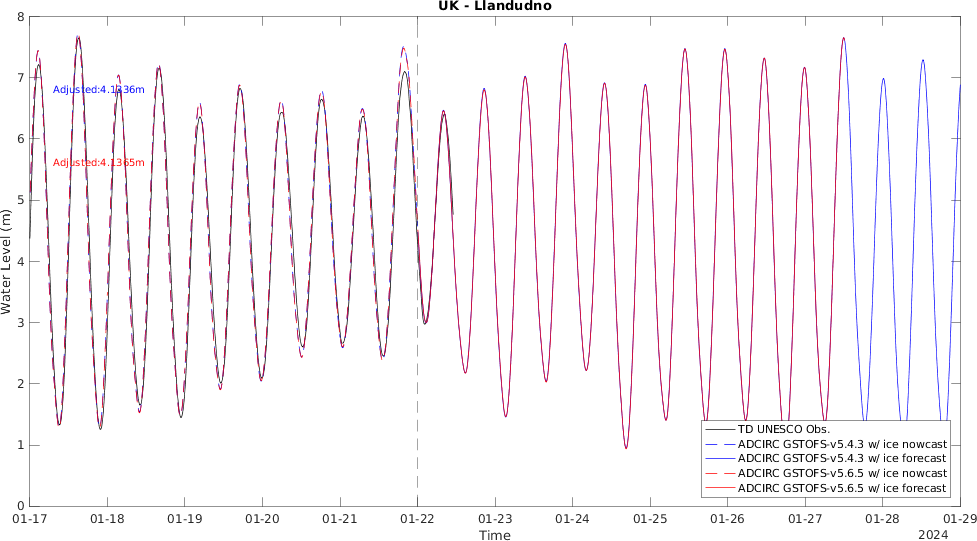 UK - Llandudno
8
7
6
5
4
3
2
1
0
Water Level (m)
Adjusted:4.1336m
Adjusted:4.1365m
TD UNESCO Obs.
ADCIRC GSTOFS-v5.4.3 w/ ice nowcast
ADCIRC GSTOFS-v5.4.3 w/ ice forecast
ADCIRC GSTOFS-v5.6.5 w/ ice nowcast
ADCIRC GSTOFS-v5.6.5 w/ ice forecast
01-17 01-18 01-19 01-20 01-21 01-22 01-23 01-24 01-25 01-26 01-27 01-28 01-29
Time
2024